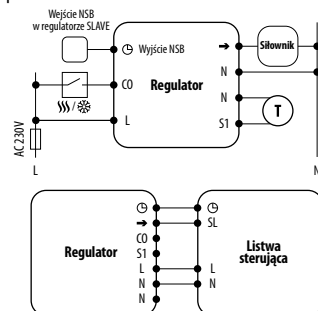 Wejście NSB
w regulatorze SLAVE
Wyjście NSB
Siłownik
CO
Regulator
N
N
T
L
S1
AC 230V
L
N
Regulator
CO
S1
L
N
N
SL
L
N
Listwa
sterująca